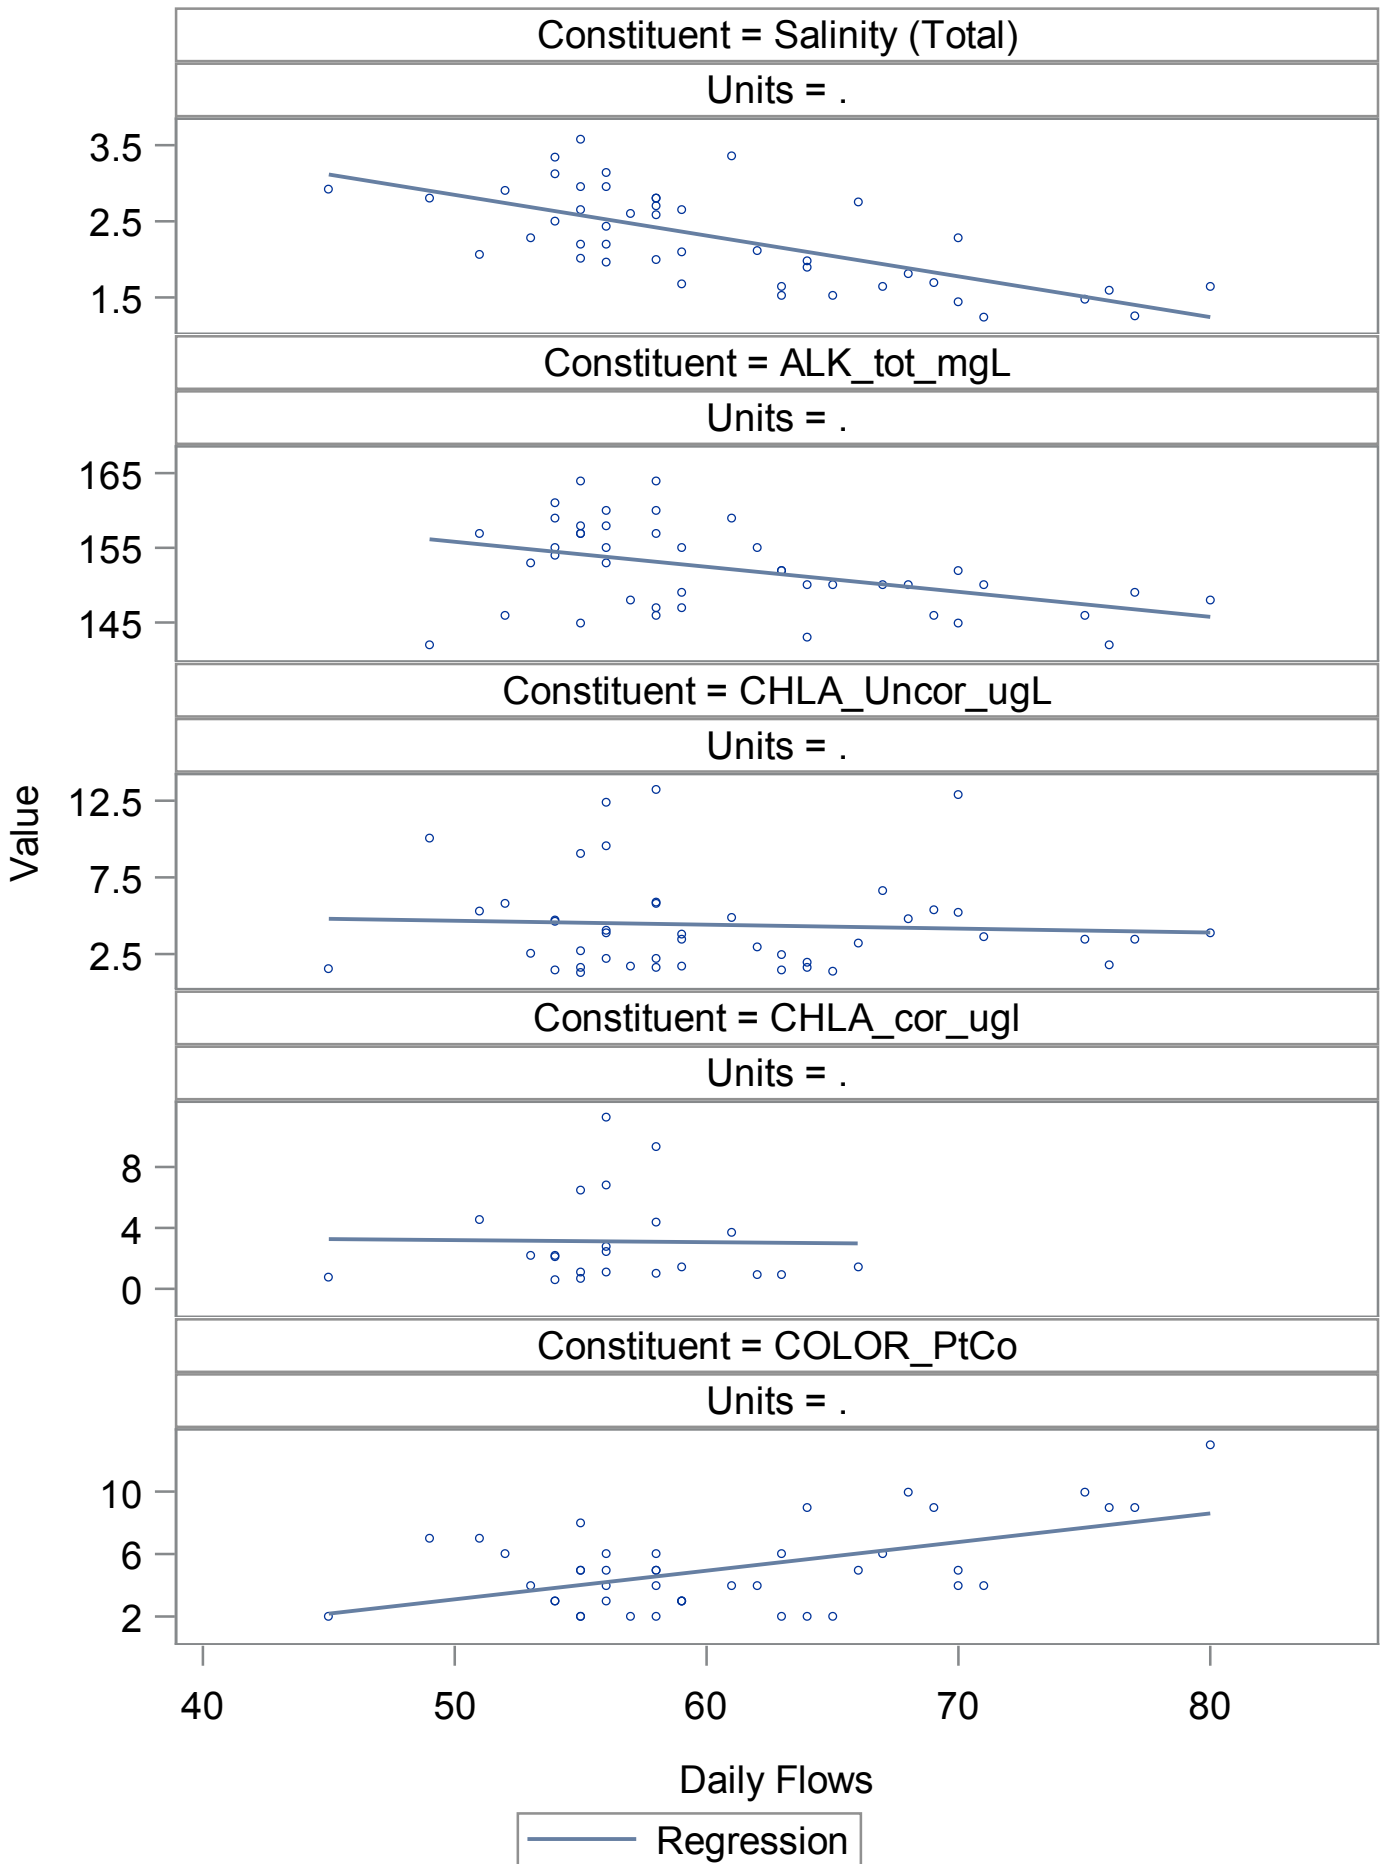 Constituent = Salinity (Total)
Units = .
3.5
2.5
1.5
Constituent = ALK_tot_mgL
Units = .
165
155
145
Constituent = CHLA_Uncor_ugL
Units = .
Value
12.5
7.5
2.5
Constituent = CHLA_cor_ugl
Units = .
8
4
0
Constituent = COLOR_PtCo
Units = .
10
6
2
40 50 60 70 80
Daily Flows
Regression